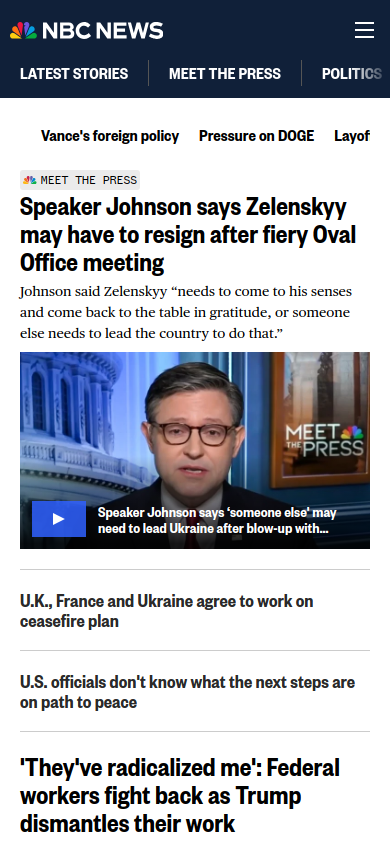 NBC NEWS
LATEST STORIES
MEET THE PRESS
POLITICS
Vance's foreign policy
Pressure on DOGE
Layof
MEET THE PRESS
Speaker Johnson says Zelenskyy
may have to resign after fiery Oval
Office meeting
Johnson said Zelenskyy “needs to come to his senses
and come back to the table in gratitude, or someone
else needs to lead the country to do that.”
MEET
THE PRESS
Speaker Johnson says ‘someone else’ may
need to lead Ukraine after blow-up with...
U.K., France and Ukraine agree to work on
ceasefire plan
U.S. officials don't know what the next steps are
on path to peace
'They've radicalized me': Federal
workers fight back as Trump
dismantles their work